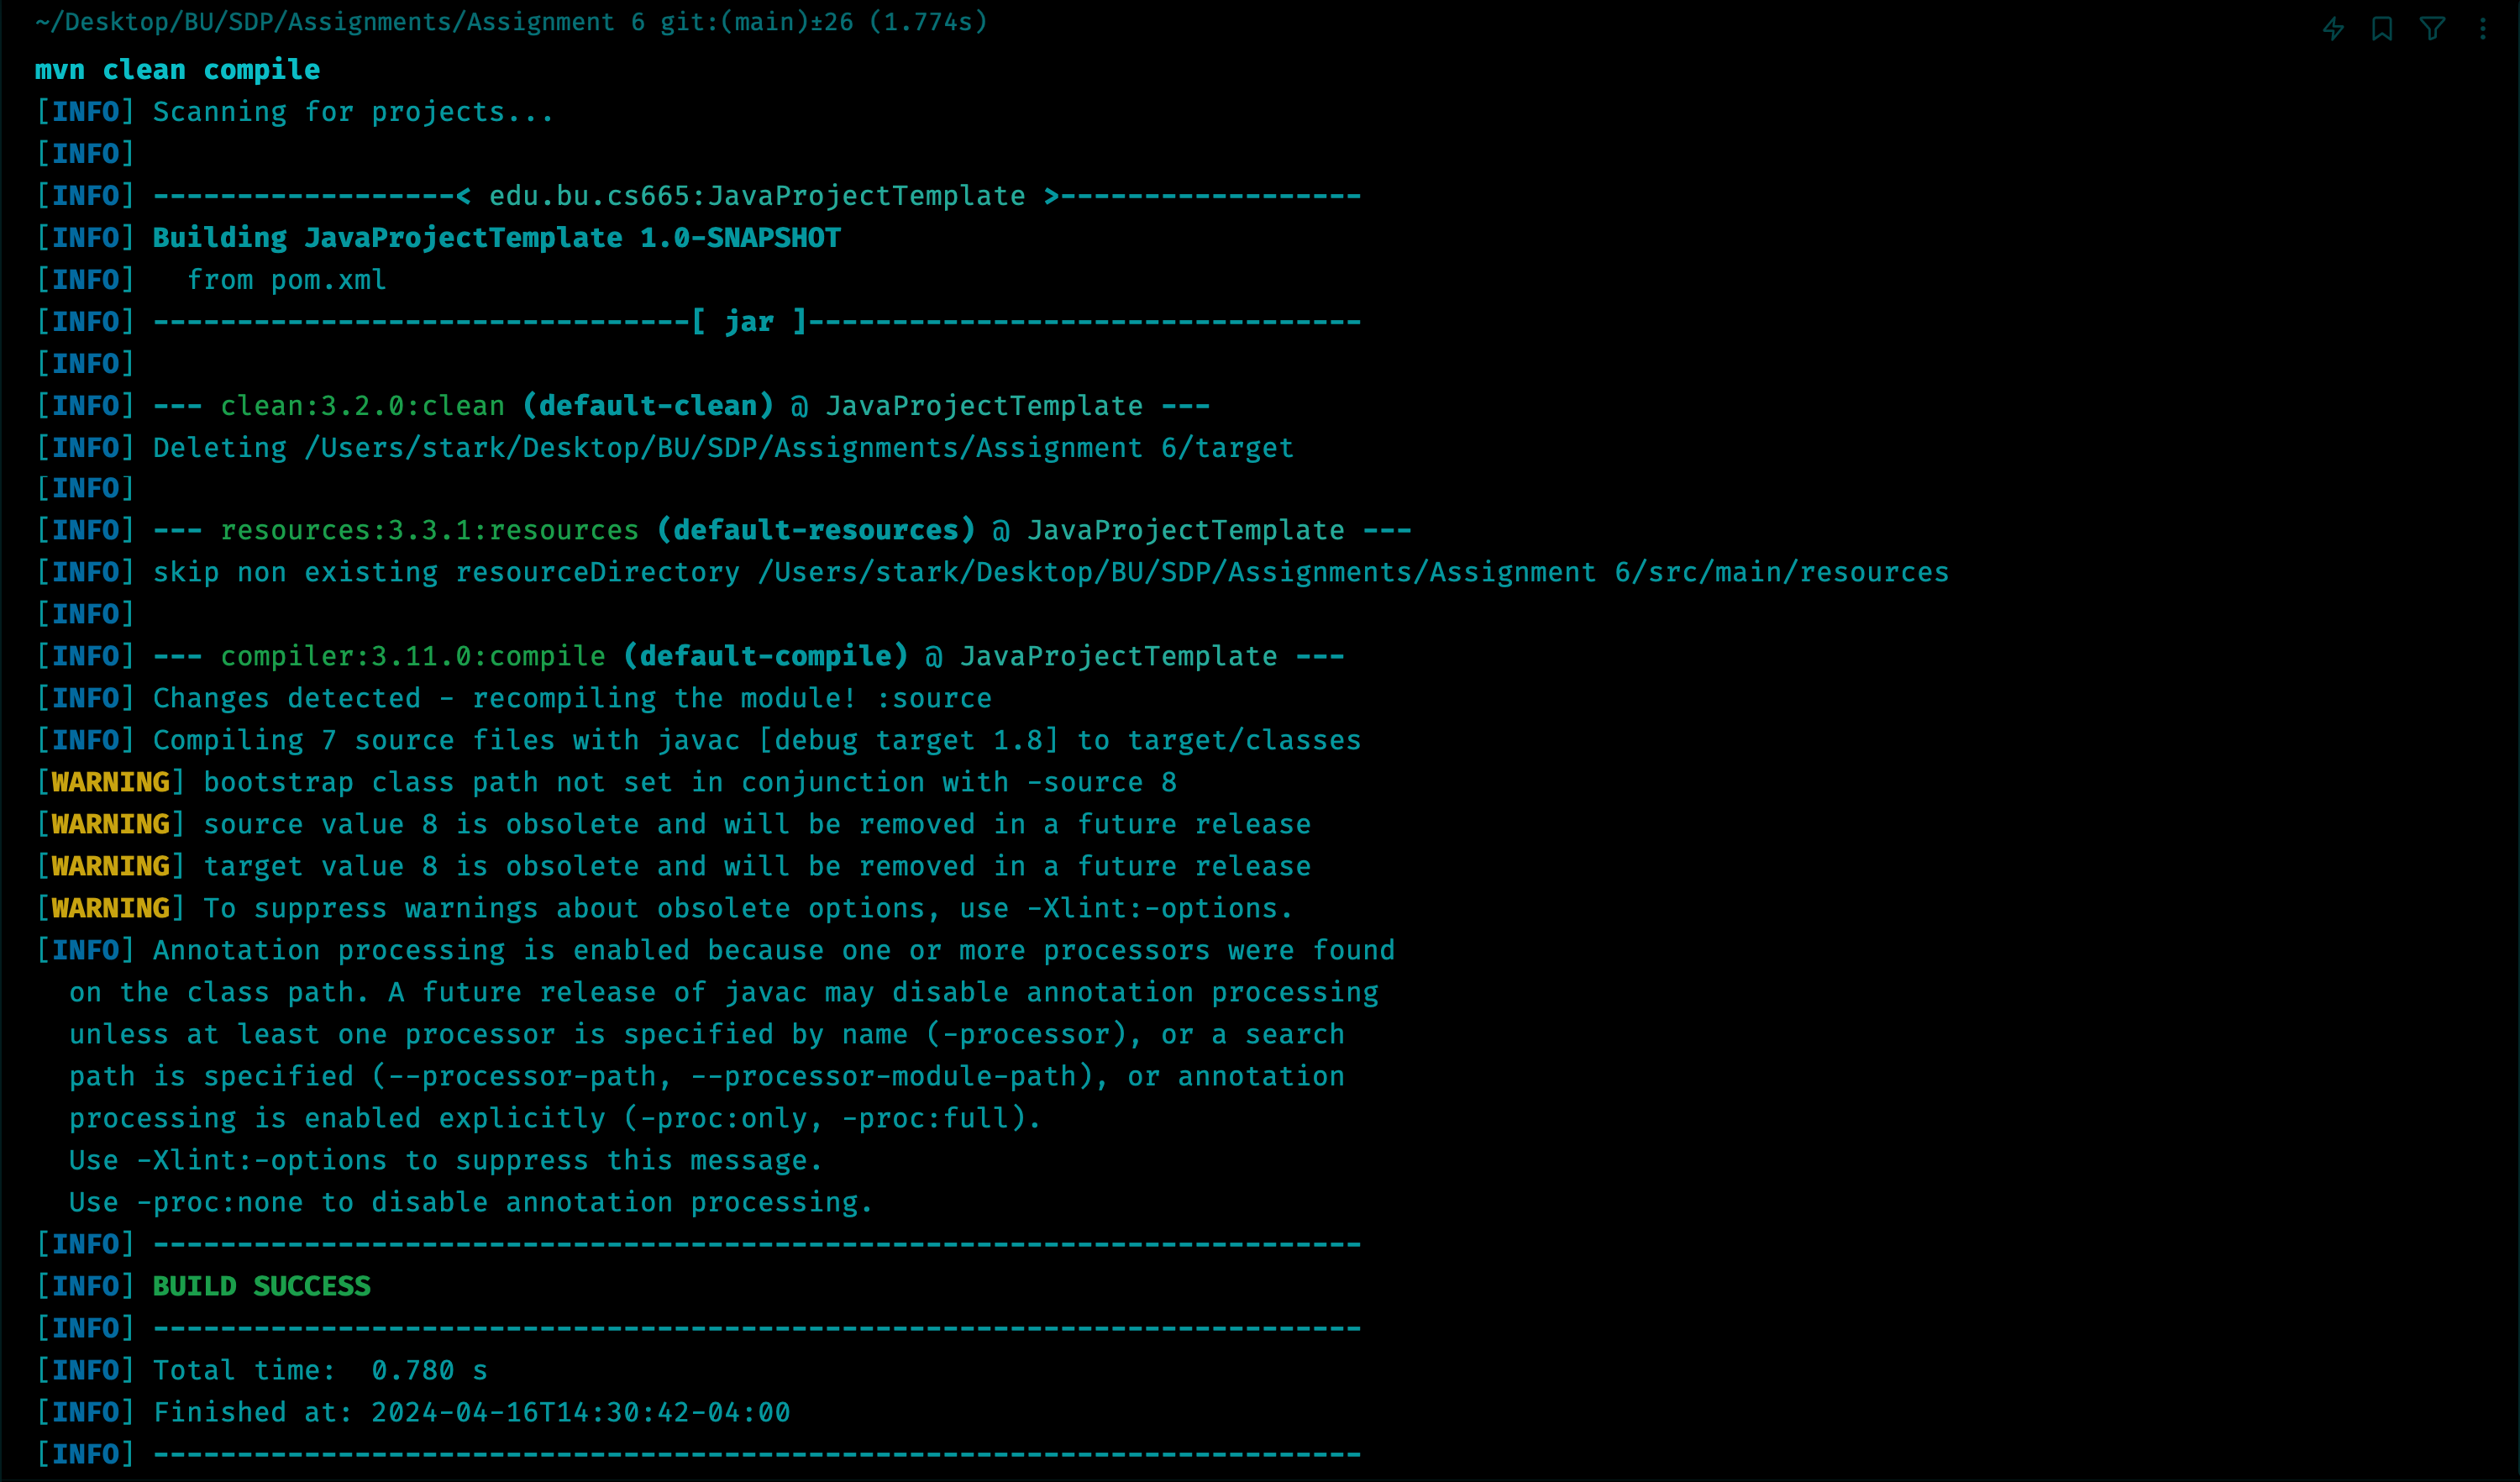 ~/Desktop/BU/SDP/Assignments/Assignment 6 git:(main)±26 (1.774s)
mvn clean compile
[INFO] Scanning for projects...
[INFO]
[INFO] ------------------< edu.bu.cs665:JavaProjectTemplate >------------------
[INFO] Building JavaProjectTemplate 1.0-SNAPSHOT
[INFO]   from pom.xml
[INFO] --------------------------------[ jar ]---------------------------------
[INFO]
[INFO] --- clean:3.2.0:clean (default-clean) @ JavaProjectTemplate ---
[INFO] Deleting /Users/stark/Desktop/BU/SDP/Assignments/Assignment 6/target
[INFO]
[INFO] --- resources:3.3.1:resources (default-resources) @ JavaProjectTemplate ---
[INFO] skip non existing resourceDirectory /Users/stark/Desktop/BU/SDP/Assignments/Assignment 6/src/main/resources
[INFO]
[INFO] --- compiler:3.11.0:compile (default-compile) @ JavaProjectTemplate ---
[INFO] Changes detected - recompiling the module! :source
[INFO] Compiling 7 source files with javac [debug target 1.8] to target/classes
[WARNING] bootstrap class path not set in conjunction with -source 8
[WARNING] source value 8 is obsolete and will be removed in a future release
[WARNING] target value 8 is obsolete and will be removed in a future release
[WARNING] To suppress warnings about obsolete options, use -Xlint:-options.
[INFO] Annotation processing is enabled because one or more processors were found
  on the class path. A future release of javac may disable annotation processing
  unless at least one processor is specified by name (-processor), or a search
  path is specified (--processor-path, --processor-module-path), or annotation
  processing is enabled explicitly (-proc:only, -proc:full).
  Use -Xlint:-options to suppress this message.
  Use -proc:none to disable annotation processing.
[INFO] ------------------------------------------------------------------------
[INFO] BUILD SUCCESS
[INFO] ------------------------------------------------------------------------
[INFO] Total time:  0.780 s
[INFO] Finished at: 2024-04-16T14:30:42-04:00
[INFO] ------------------------------------------------------------------------